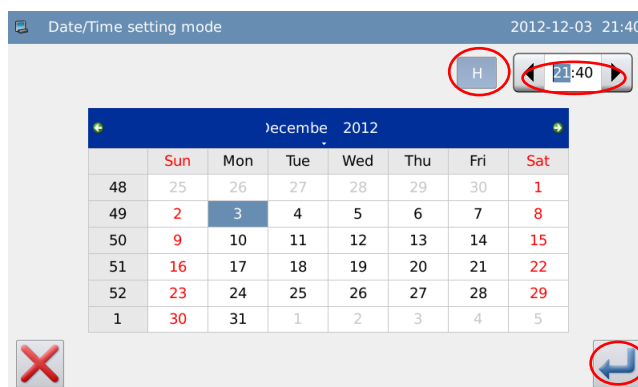 Date/Time setting mode 2012-12-03 21:40
H 21:40
Decembe 2012
Sun Mon Tue Wed Thu Fri Sat
48 25 26 27 28 29 30 1
49 2 3 4 5 6 7 8
50 9 10 11 12 13 14 15
51 16 17 18 19 20 21 22
52 23 24 25 26 27 28 29
1 30 31 1 2 3 4 5